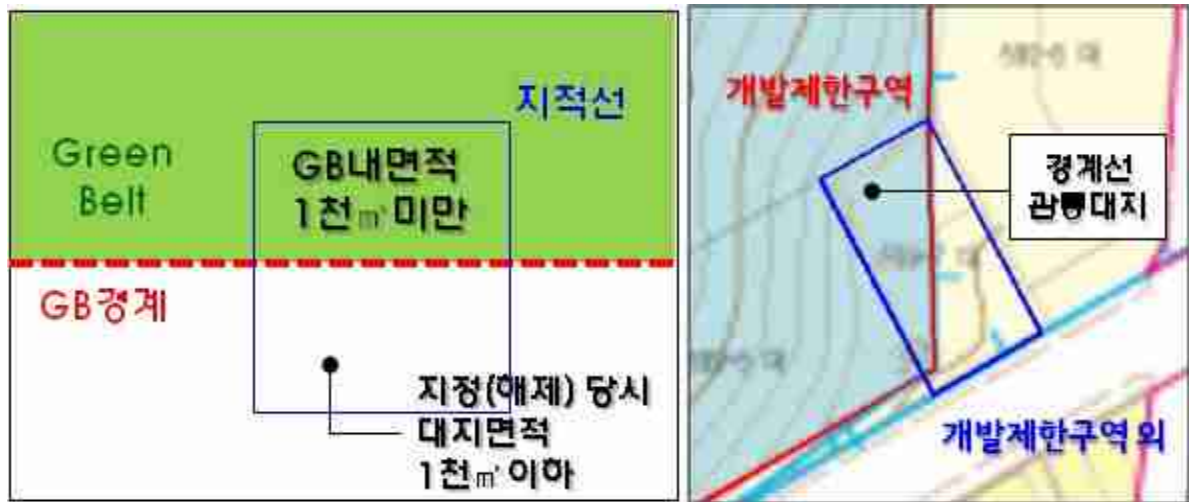 Green
Belt
지적선
GB내면적
1천㎡미만
GB경계
지정(해제) 당시
대지면적
1천㎡이하
개발제한구역
경계선
관통대지
개발제한구역 외